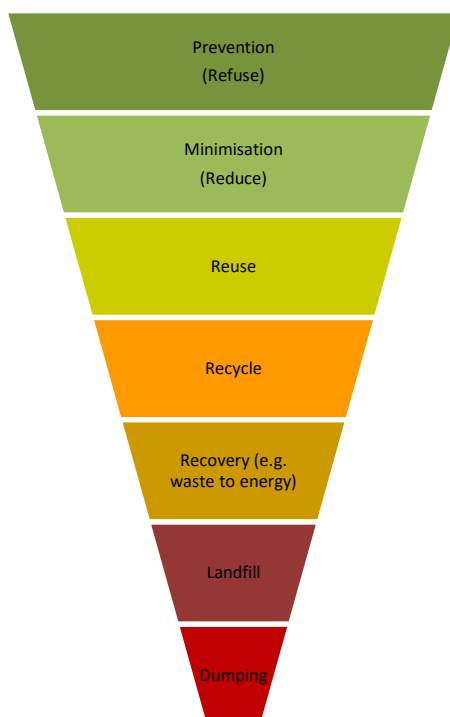 Prevention
(Refuse)
Minimisation
(Reduce)
Reuse
Recycle
Recovery (e.g.
waste to energy)
Landfill
Dumping